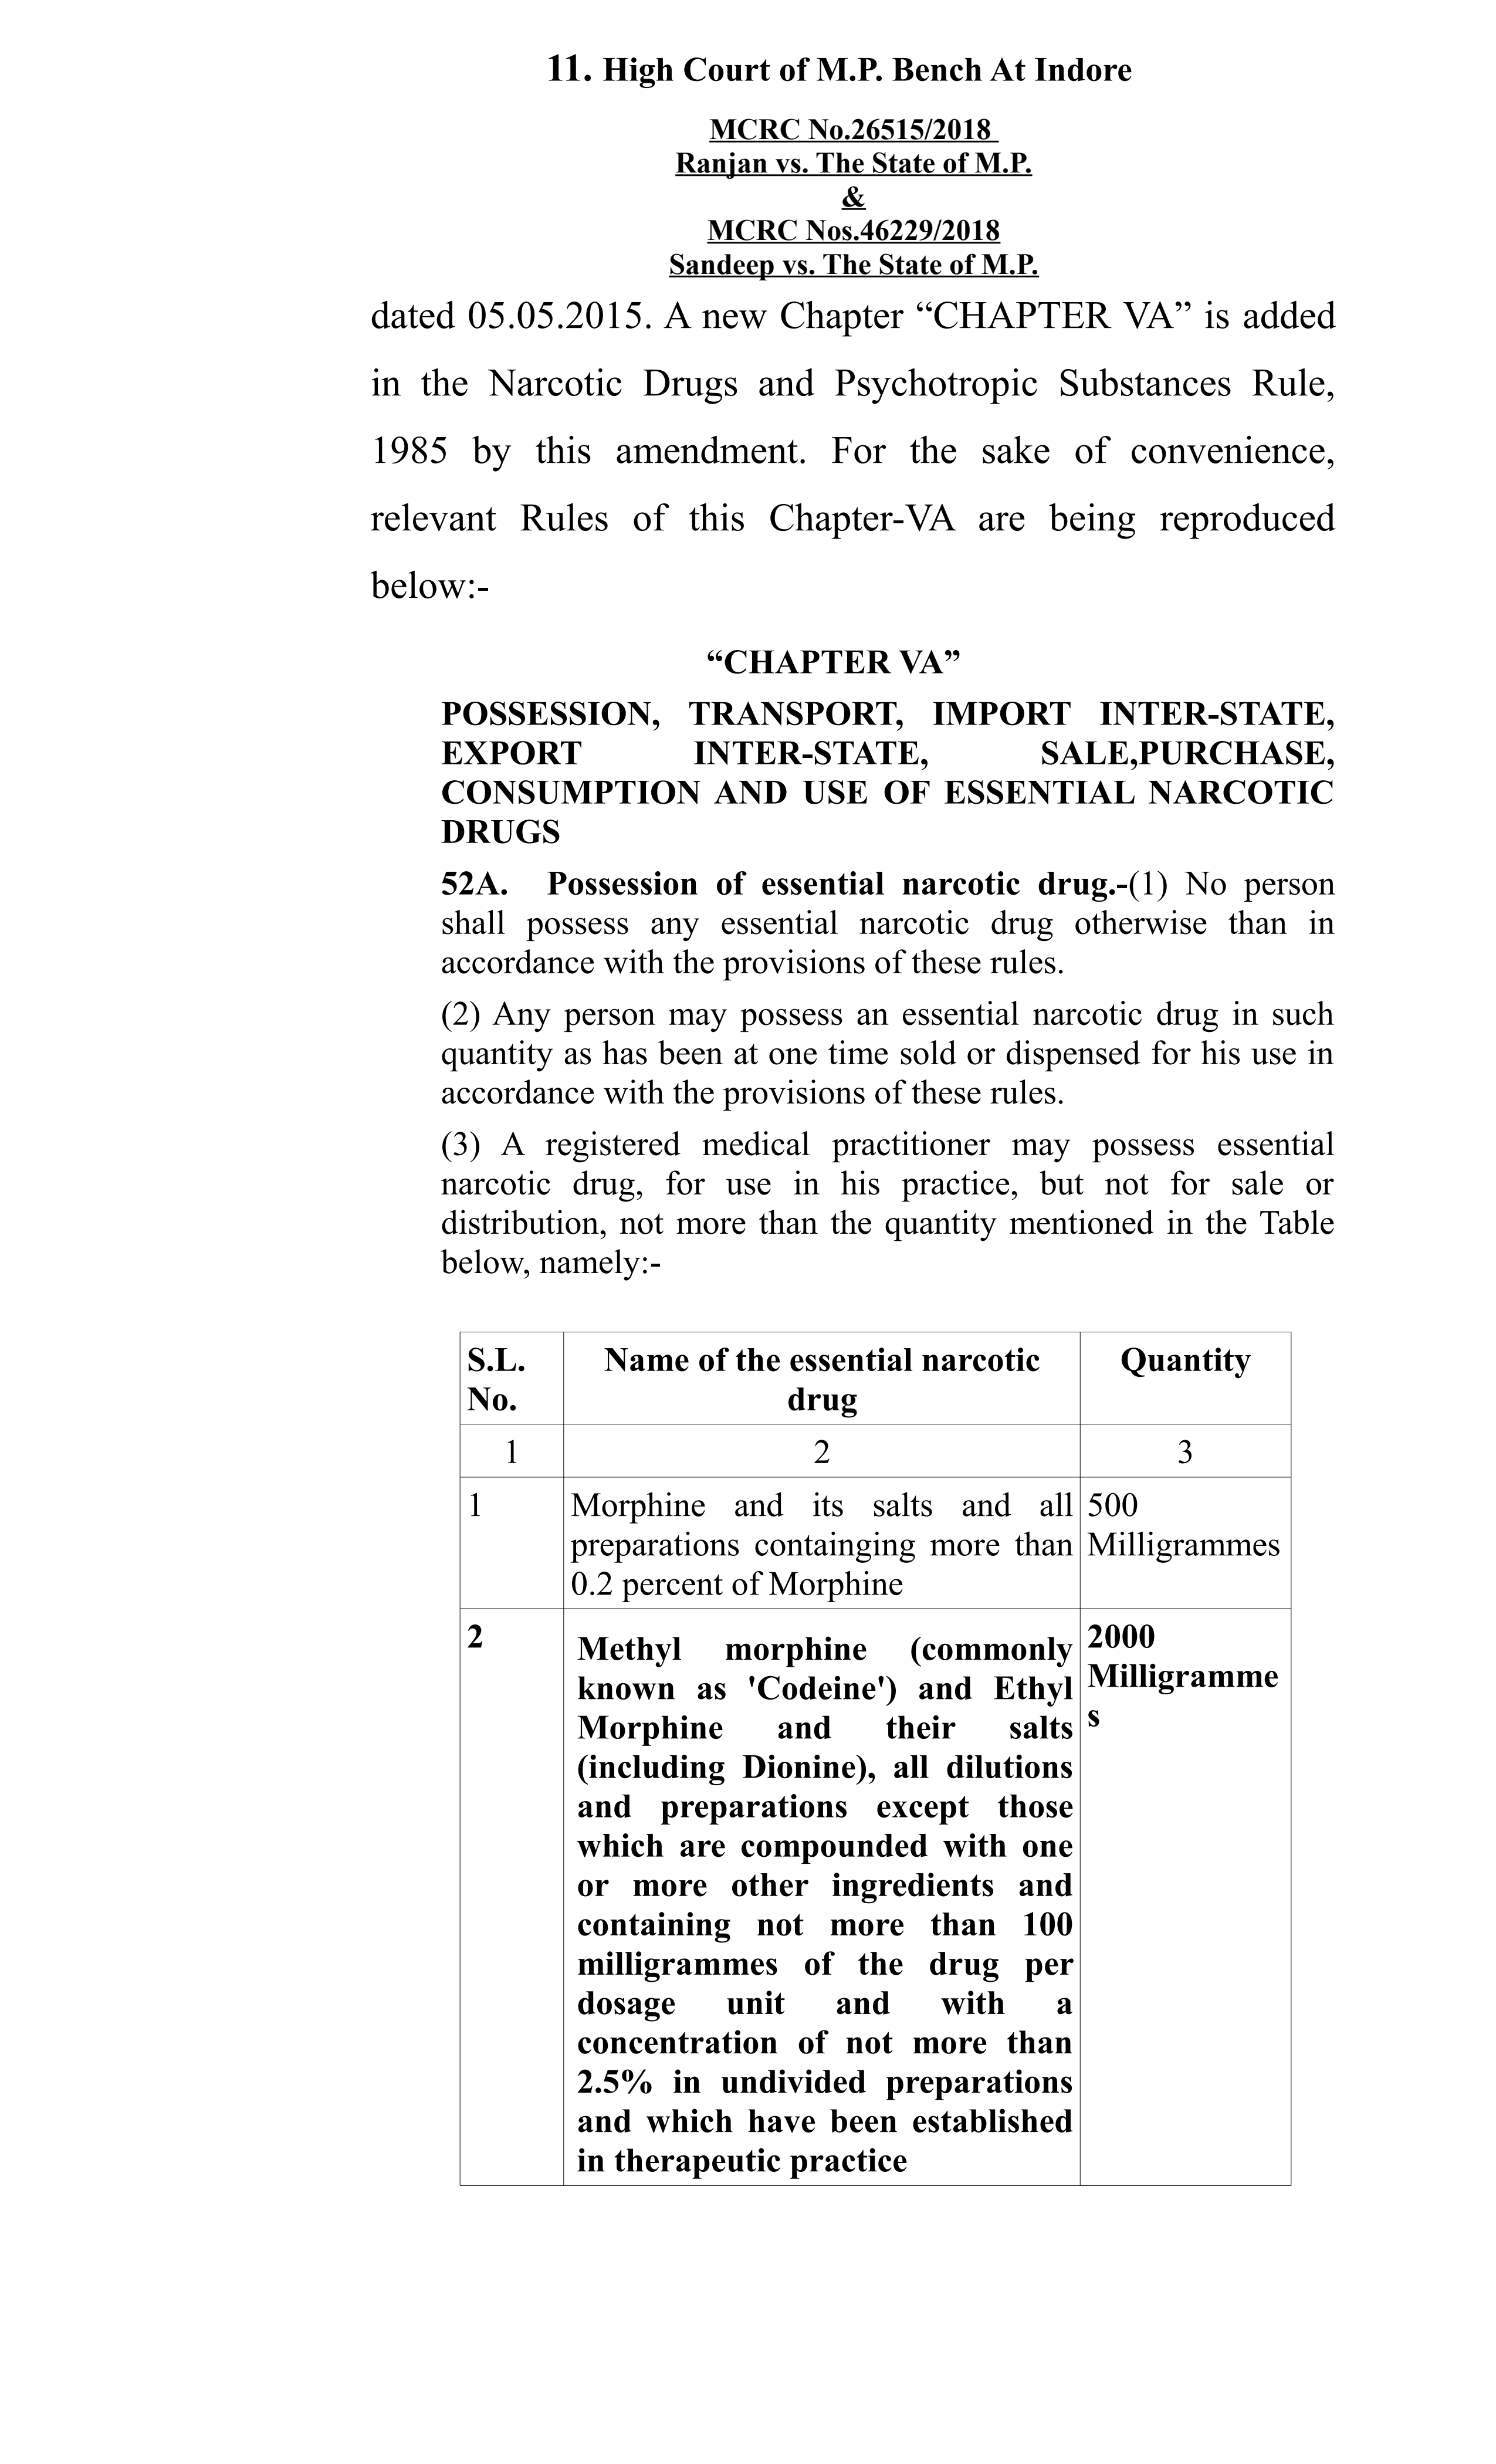 11. High Court of M.P. Bench At Indore
MCRC No.26515/2018
Ranjan vs. The State of M.P.
&
MCRC Nos.46229/2018
Sandeep vs. The State of M.P.
dated 05.05.2015. A new Chapter “CHAPTER VA” is added
in the Narcotic Drugs and Psychotropic Substances Rule,
1985 by this amendment. For the sake of convenience,
relevant Rules of this Chapter-VA are being reproduced
below:-
“CHAPTER VA”
POSSESSION, TRANSPORT, IMPORT INTER-STATE,
EXPORT INTER-STATE, SALE,PURCHASE,
CONSUMPTION AND USE OF ESSENTIAL NARCOTIC
DRUGS
52A. Possession of essential narcotic drug.-(1) No person
shall possess any essential narcotic drug otherwise than in
accordance with the provisions of these rules.
(2) Any person may possess an essential narcotic drug in such
quantity as has been at one time sold or dispensed for his use in
accordance with the provisions of these rules.
(3) A registered medical practitioner may possess essential
narcotic drug, for use in his practice, but not for sale or
distribution, not more than the quantity mentioned in the Table
below, namely:-
S.L.
No.
Name of the essential narcotic
drug
Quantity
1
2
3
1
Morphine and its salts and all
preparations containging more than
0.2 percent of Morphine
500
Milligrammes
2
Methyl morphine (commonly
known as 'Codeine') and Ethyl
Morphine and their salts
(including Dionine), all dilutions
and preparations except those
which are compounded with one
or more other ingredients and
containing not more than 100
milligrammes of the drug per
dosage unit and with a
concentration of not more than
2.5% in undivided preparations
and which have been established
in therapeutic practice
2000
Milligramme
s